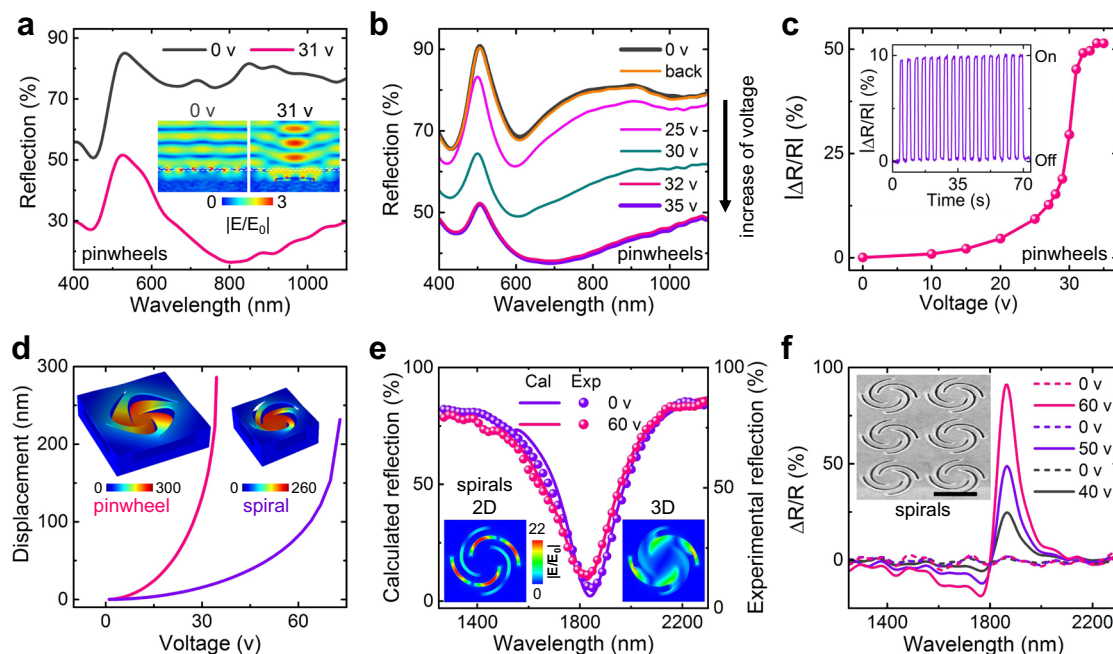 a
90
70
50
30
Reflection (%)
0 v
31 v
0 v
31 v
0
3
|E/E0|
pinwheels
400
600
800
1000
Wavelength (nm)
b
90
70
50
Reflection (%)
0 v
back
25 v
30 v
32 v
35 v
increase of voltage
pinwheels
400
600
800
1000
Wavelength (nm)
c
50
25
0
|ΔR/R| (%)
10
0
|ΔR/R| (%)
On
Off
0
35
70
Time (s)
pinwheels
0
10
20
30
Voltage (v)
d
300
200
100
0
Displacement (nm)
0
300
pinwheel
0
260
spiral
0
30
60
Voltage (v)
e
100
75
50
25
0
Calculated reflection (%)
Cal
Exp
0 v
60 v
spirals
2D
3D
22
0
|E/E0|
100
50
0
Experimental reflection (%)
1400
1800
2200
Wavelength (nm)
f
100
75
50
25
0
ΔR/R (%)
spirals
0 v
60 v
0 v
50 v
0 v
40 v
1400
1800
2200
Wavelength (nm)